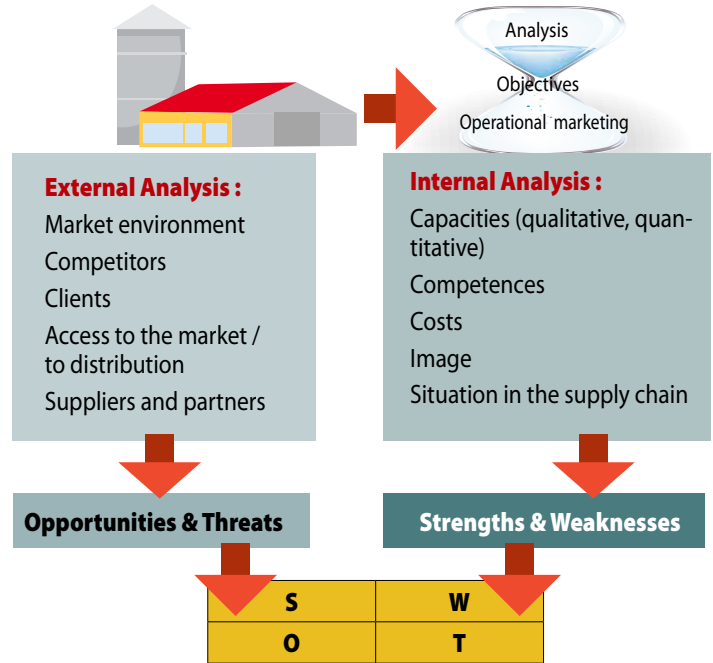 Analysis
Objectives
Operational marketing
External Analysis :
Market environment
Competitors
Clients
Access to the market /
to distribution
Suppliers and partners
Internal Analysis :
Capacities (qualitative, quan-
titative)
Competences
Costs
Image
Situation in the supply chain
Opportunities & Threats
Strengths & Weaknesses
S W
O T